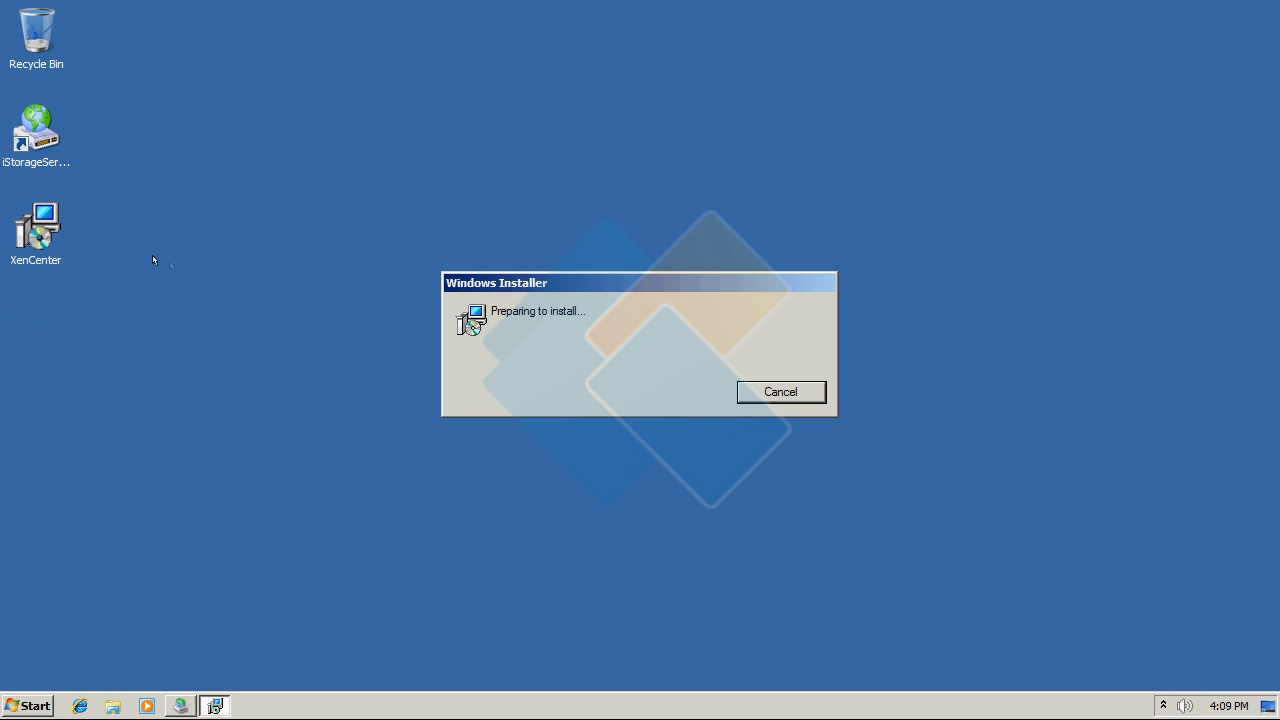 Recycle Bin
iStorageSer...
XenCenter
Windows Installer
Preparing to install...
Cancel
Start
4:09 PM